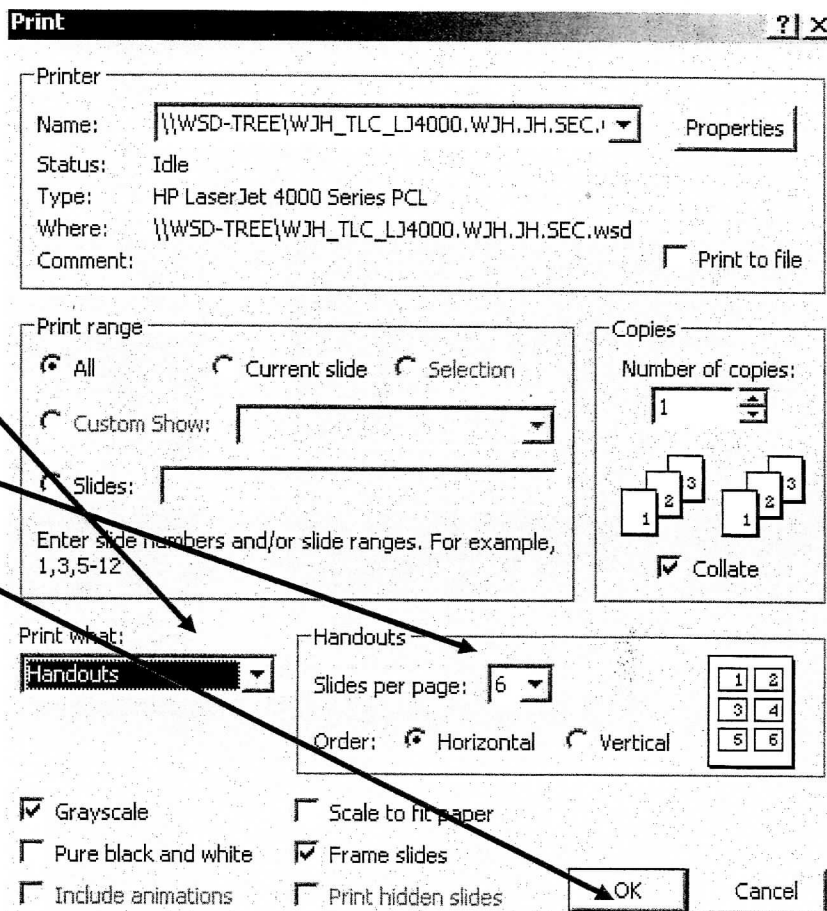 Print
Printer
Name: \\WSD-TREE\WJH_TLC_LJ4000.WJH.JH.SEC. Properties
Status: Idle
Type: HP LaserJet 4000 Series PCL
Where: \\WSD-TREE\WJH_TLC_LJ4000.WJH.JH.SEC.wsd
Comment: Print to file
Print range
All Current slide Selection
Custom Show:
Slides:
Enter slide numbers and/or slide ranges. For example,
1,3,5-12
Copies
Number of copies:
1
1 2 3 1 2 3
Collate
Print what:
Handouts
Handouts
Slides per page: 6
Order: Horizontal Vertical
1 2
3 4
5 6
Grayscale Scale to fit paper
Pure black and white Frame slides
Include animations Print hidden slides
OK Cancel